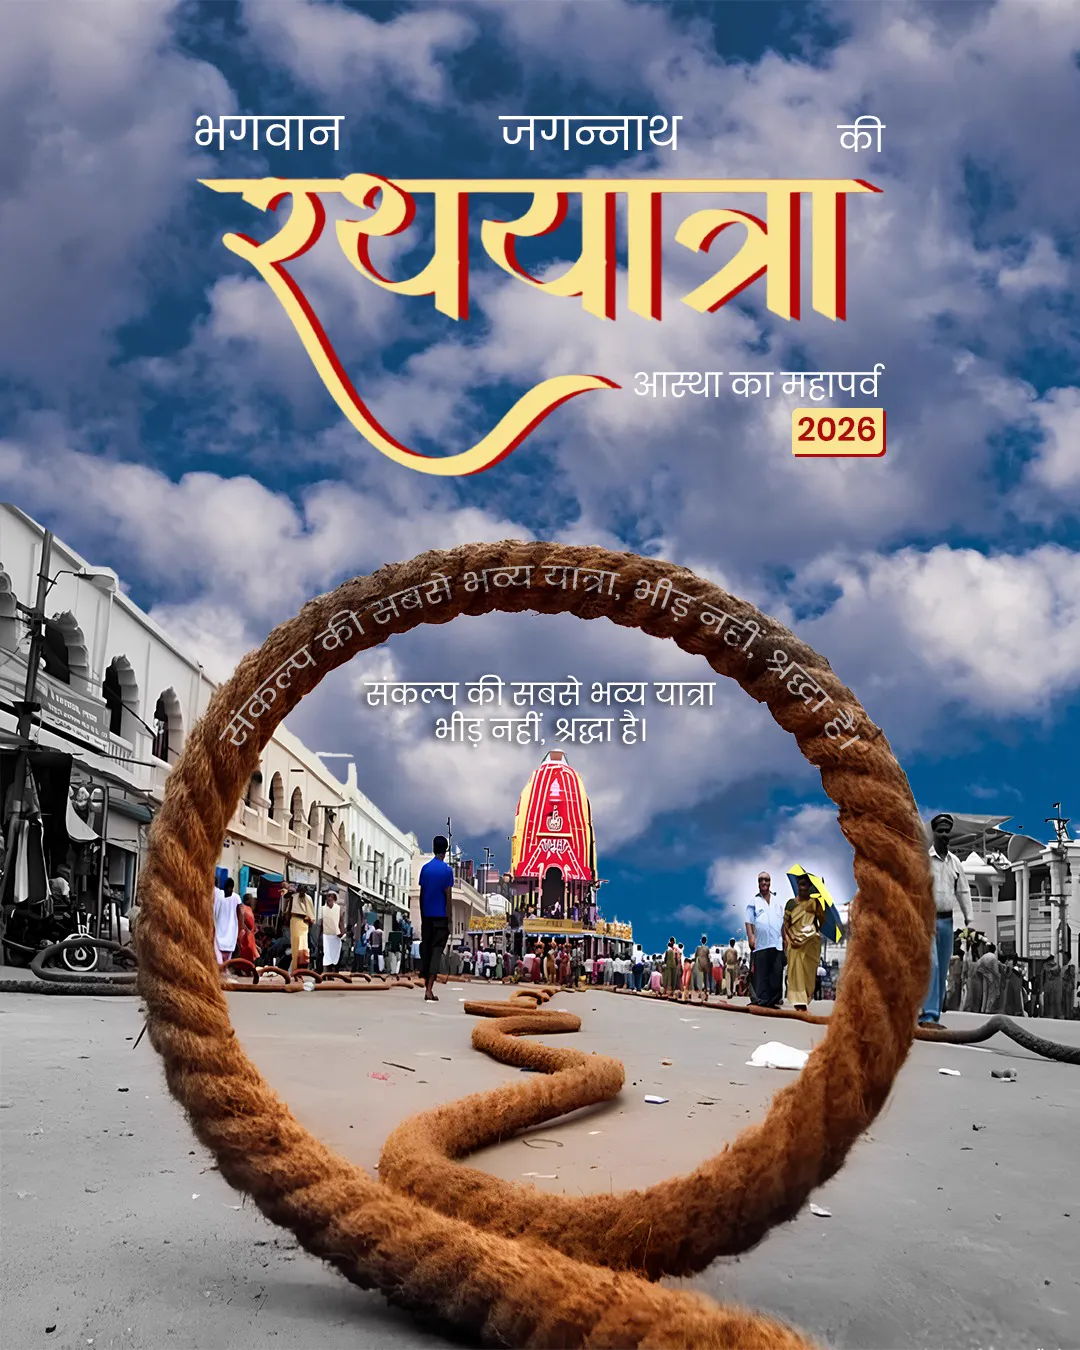 भगवान जगन्नाथ की
रथयात्रा
आस्था का महापर्व
2026
संकल्प की सबसे भव्य यात्रा, भीड़ नहीं, श्रद्धा है।
संकल्प की सबसे भव्य यात्रा
भीड़ नहीं, श्रद्धा है।